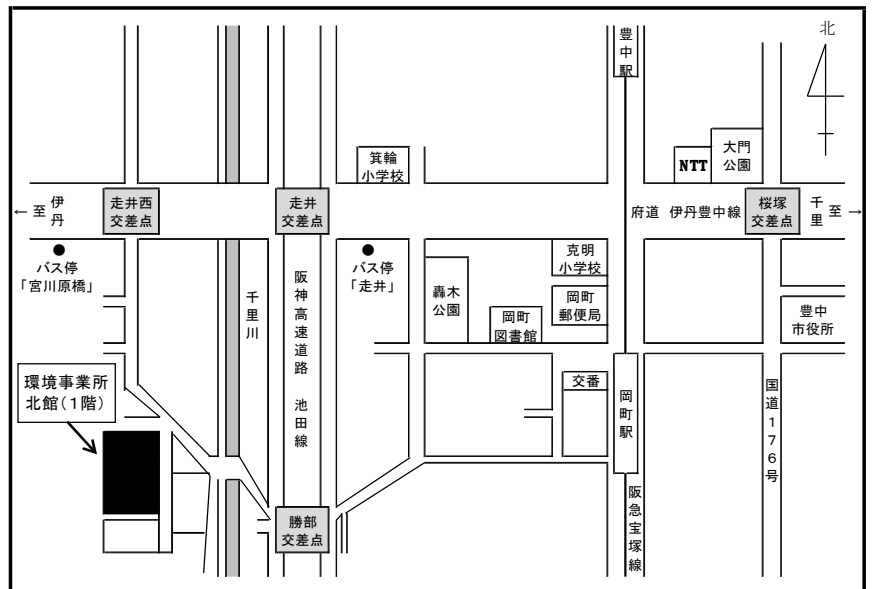 北
豊中駅
箕輪
小学校
NTT
大門
公園
←至
伊丹
走井西
交差点
走井
交差点
府道 伊丹豊中線
桜塚
交差点
千里
至→
バス停
「宮川原橋」
千里川
阪神高速道路 池田線
バス停
「走井」
轟木
公園
克明
小学校
岡町
郵便局
岡町
図書館
豊中
市役所
環境事業所
北館(1階)
交番
岡町駅
国道176号
勝部
交差点
阪急宝塚線